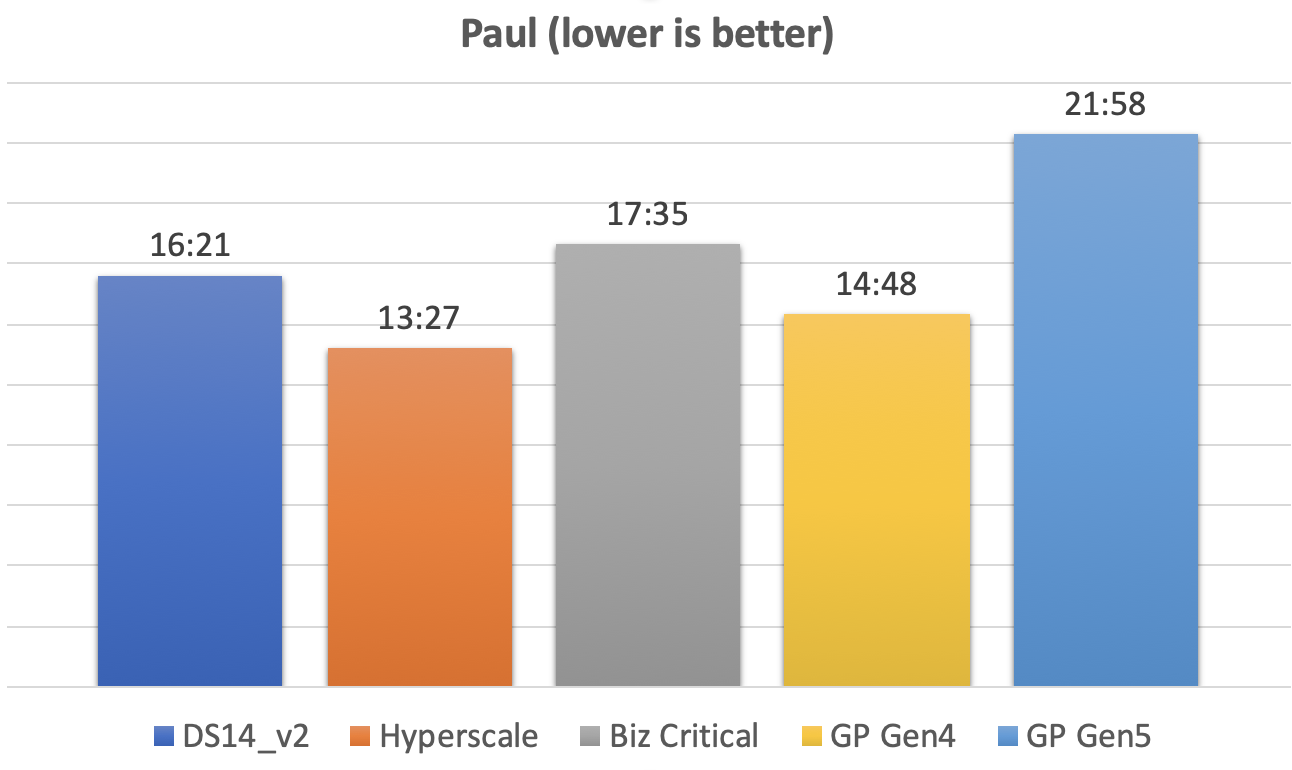 Paul (lower is better)
21:58
17:35
16:21
14:48
13:27
DS14_v2 Hyperscale Biz Critical GP Gen4 GP Gen5